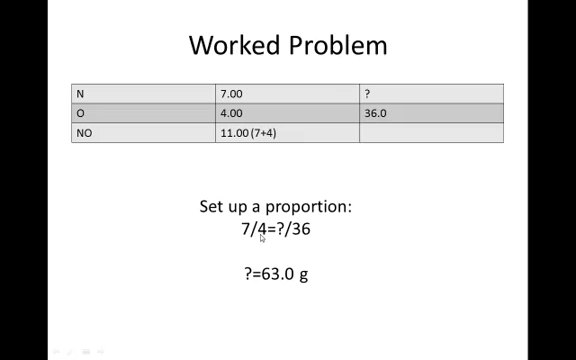 Worked Problem
N 7.00 ?
O 4.00 36.0
NO 11.00 (7+4)
Set up a proportion:
7/4=?/36
?=63.0 g